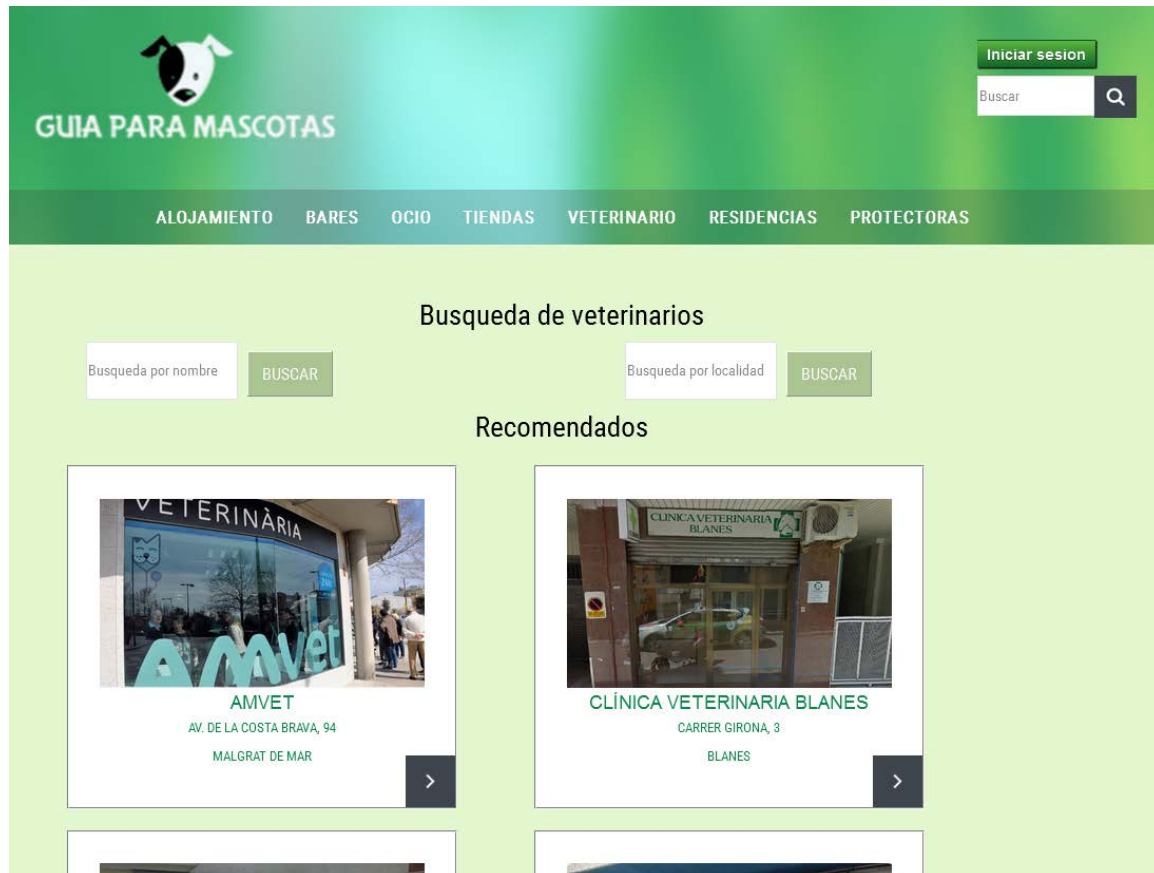 GUIA PARA MASCOTAS
Iniciar sesion
Buscar
ALOJAMIENTO BARES OCIO TIENDAS VETERINARIO RESIDENCIAS PROTECTORAS
Busqueda de veterinarios
Busqueda por nombre BUSCAR Busqueda por localidad BUSCAR
Recomendados
VETERINÀRIA
AMVet
CLINICA VETERINARIA
BLANES
AMVET
AV. DE LA COSTA BRAVA, 94
MALGRAT DE MAR
CLÍNICA VETERINARIA BLANES
CARRER GIRONA, 3
BLANES